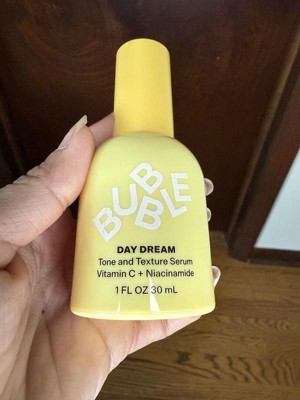 BUBBLE
DAY DREAM
Tone and Texture Serum
Vitamin C + Niacinamide
1 FL OZ 30 mL